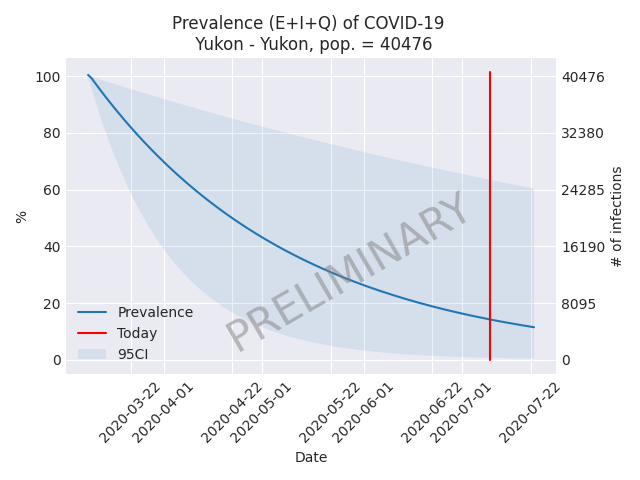 Prevalence (E+I+Q) of COVID-19
Yukon - Yukon, pop. = 40476
100
80
60
40
20
0
%
40476
32380
24285
16190
8095
0
# of infections
PRELIMINARY
Prevalence
Today
95CI
2020-03-22
2020-04-01
2020-04-22
2020-05-01
2020-05-22
2020-06-01
2020-06-22
2020-07-01
2020-07-22
Date